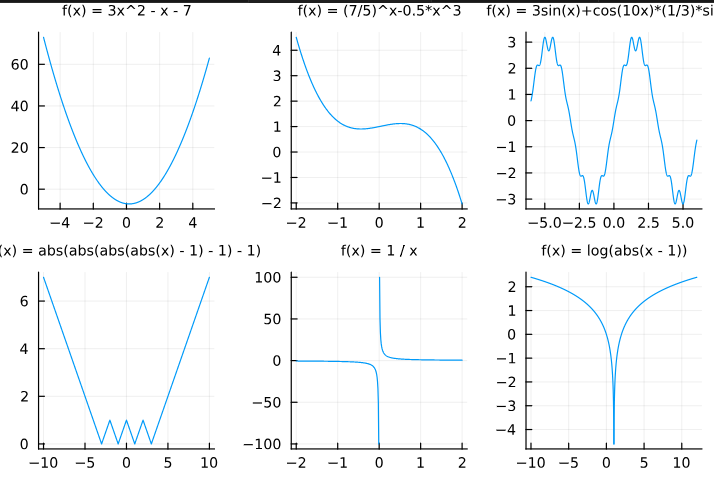 f(x) = 3x^2 - x - 7
f(x) = (7/5)^x-0.5*x^3
f(x) = 3sin(x)+cos(10x)*(1/3)*si
60
40
20
0
−4 −2 0 2 4
4
3
2
1
0
−1
−2
−2 −1 0 1 2
3
2
1
0
−1
−2
−3
−5.0 −2.5 0.0 2.5 5.0
(x) = abs(abs(abs(abs(x) - 1) - 1) - 1)
f(x) = 1 / x
f(x) = log(abs(x - 1))
6
4
2
0
−10 −5 0 5 10
100
50
0
−50
−100
−2 −1 0 1 2
2
1
0
−1
−2
−3
−4
−10 −5 0 5 10